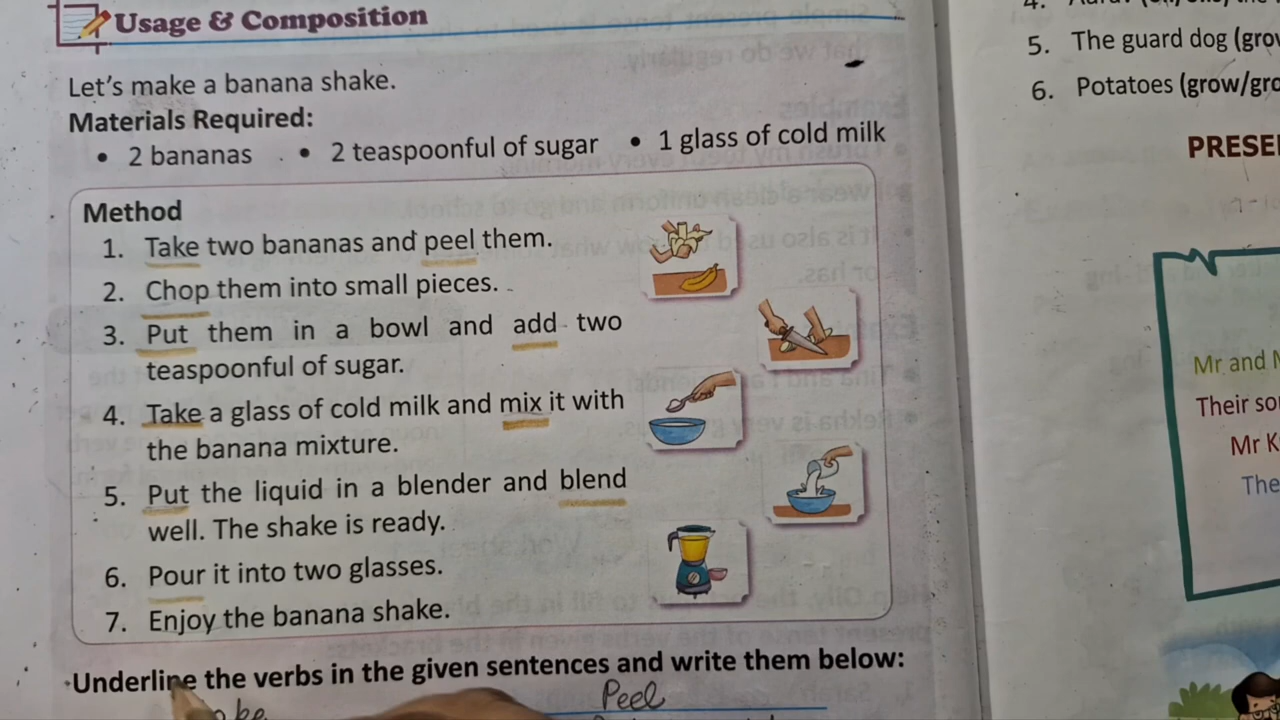 Usage & Composition
Let's make a banana shake.
Materials Required:
• 2 bananas • 2 teaspoonful of sugar • 1 glass of cold milk
Method
1. Take two bananas and peel them.
2. Chop them into small pieces.
3. Put them in a bowl and add two
teaspoonful of sugar.
4. Take a glass of cold milk and mix it with
the banana mixture.
5. Put the liquid in a blender and blend
well. The shake is ready.
6. Pour it into two glasses.
7. Enjoy the banana shake.
Underline the verbs in the given sentences and write them below:
Peel
5. The guard dog
6. Potatoes (grow/
Mr and
Their
Mr